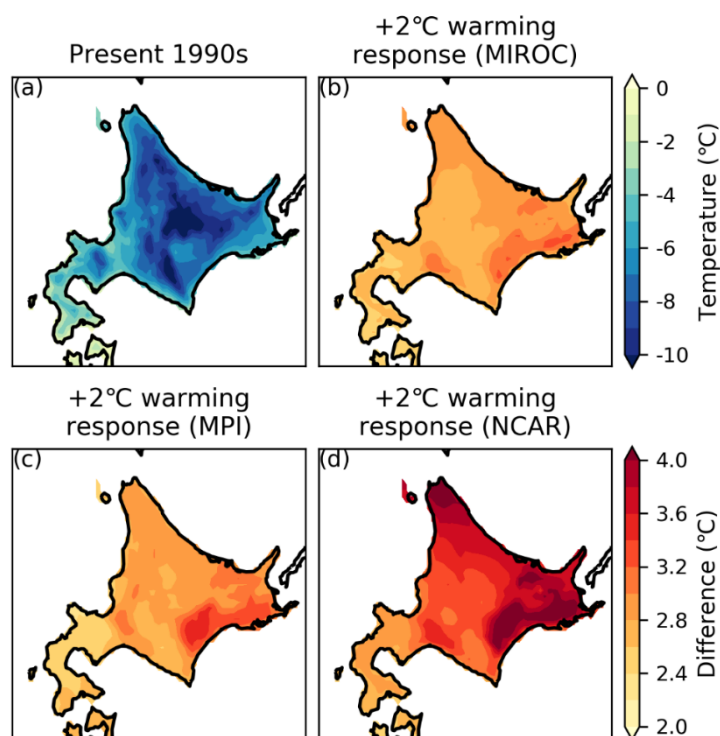 Present 1990s
+2℃ warming
response (MIROC)
(a)
(b)
0
-2
-4
-6
-8
-10
Temperature (℃)
+2℃ warming
response (MPI)
+2℃ warming
response (NCAR)
(c)
(d)
4.0
3.6
3.2
2.8
2.4
2.0
Difference (℃)